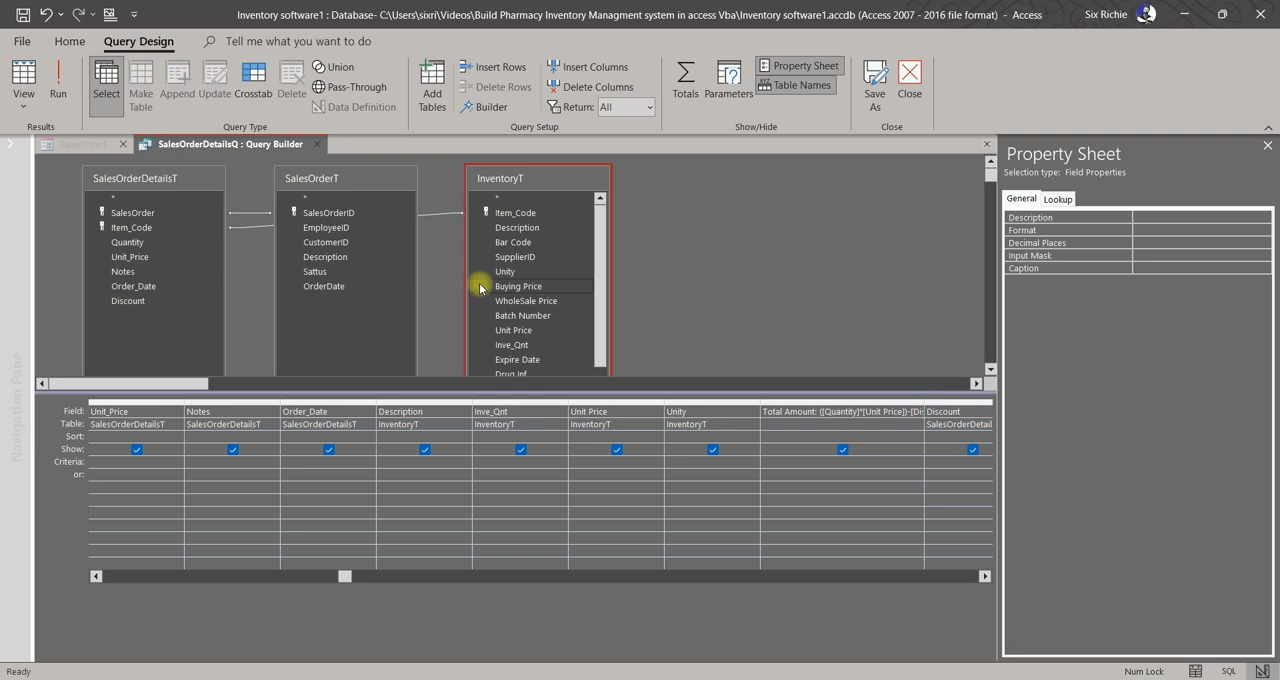 Inventory software1 : Database- C:\Users\sixri\Videos\Build Pharmacy Inventory Managment system in access Vba\Inventory software1.accdb (Access 2007 - 2016 file format) - Access
Six Richie
File Home Query Design Tell me what you want to do
View Run Select Make Table Append Update Crosstab Delete
Union
Pass-Through
Data Definition
Add Tables
Insert Rows
Delete Rows
Builder
Insert Columns
Delete Columns
Return: All
Totals Parameters
Property Sheet
Table Names
Save As Close
Results Query Type Query Setup Show/Hide Close
SalesOrderF
SalesOrderDetailsQ : Query Builder
SalesOrderDetailsT
*
SalesOrder
Item_Code
Quantity
Unit_Price
Notes
Order_Date
Discount
SalesOrderT
*
SalesOrderID
EmployeeID
CustomerID
Description
Sattus
OrderDate
InventoryT
*
Item_Code
Description
Bar Code
SupplierID
Unity
Buying Price
WholeSale Price
Batch Number
Unit Price
Inve_Qnt
Expire Date
Drug Inf
Navigation Pane
Field: Unit_Price Notes Order_Date Description Inve_Qnt Unit Price Unity Total Amount: ([Quantity]*[Unit Price])-[Dis Discount
Table: SalesOrderDetailsT SalesOrderDetailsT SalesOrderDetailsT InventoryT InventoryT InventoryT InventoryT SalesOrderDetail
Sort:
Show:
Criteria:
or:
Property Sheet
Selection type: Field Properties
General Lookup
Description
Format
Decimal Places
Input Mask
Caption
Ready
Num Lock
SQL